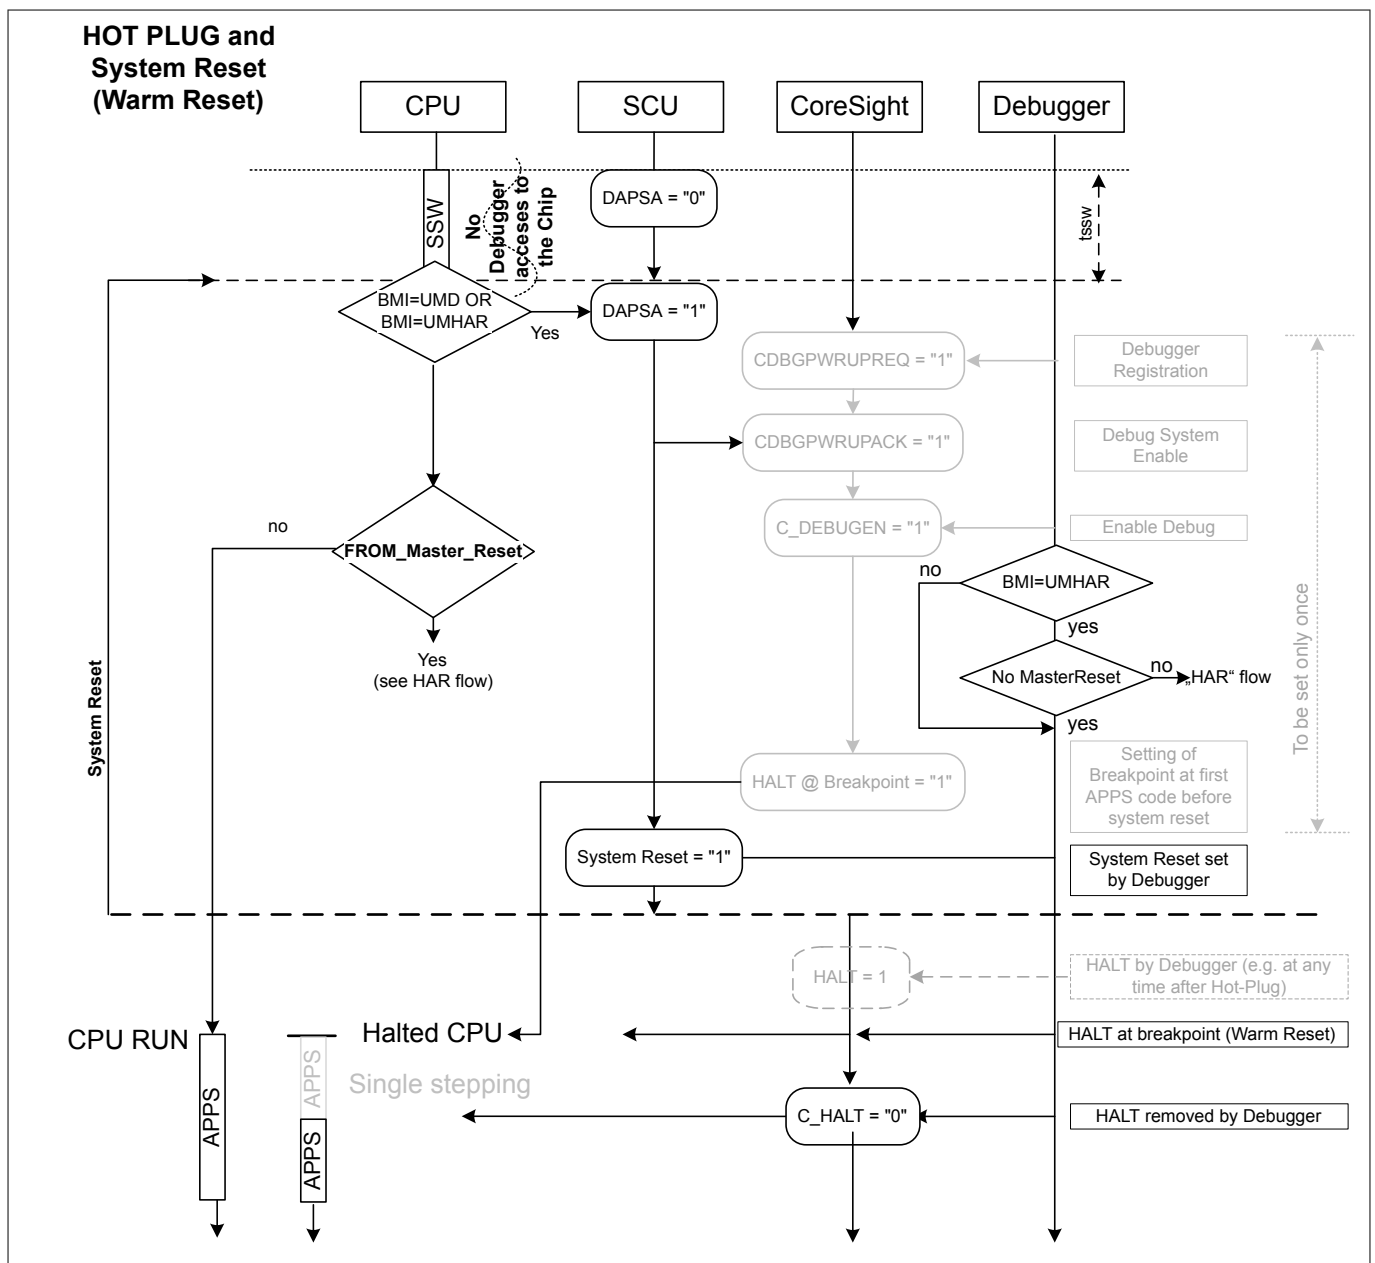 HOT PLUG and
System Reset
(Warm Reset)
CPU
SCU
CoreSight
Debugger
SSW
No
Debugger
acceses to
the Chip
DAPSA = "0"
tssw
BMI=UMD OR
BMI=UMHAR
Yes
DAPSA = "1"
CDBGPWRUPREQ = "1"
Debugger
Registration
CDBGPWRUPACK = "1"
Debug System
Enable
C_DEBUGEN = "1"
Enable Debug
no
FROM_Master_Reset
Yes
(see HAR flow)
no
BMI=UMHAR
yes
No MasterReset
no
„HAR“ flow
yes
To be set only once
System Reset
HALT @ Breakpoint = "1"
Setting of
Breakpoint at first
APPS code before
system reset
System Reset = "1"
System Reset set
by Debugger
HALT = 1
HALT by Debugger (e.g. at any
time after Hot-Plug)
CPU RUN
Halted CPU
HALT at breakpoint (Warm Reset)
APPS
APPS
Single stepping
APPS
C_HALT = "0"
HALT removed by Debugger